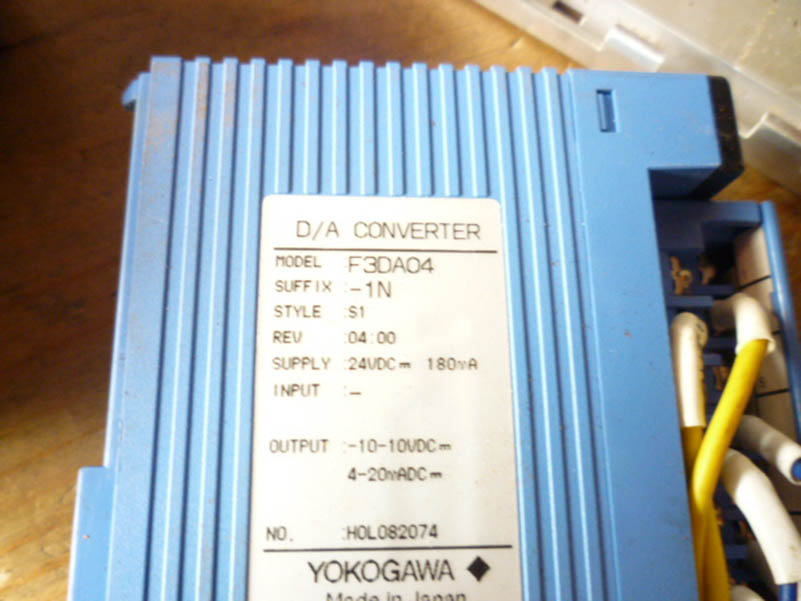 D/A CONVERTER
MODEL :F3DA04
SUFFIX :-1N
STYLE :S1
REV :04:00
SUPPLY :24VDC⎓ 180mA
INPUT :-
OUTPUT :-10-10VDC⎓
4-20mADC⎓
NO. :H0L082074
YOKOGAWA ◆
Made in Japan